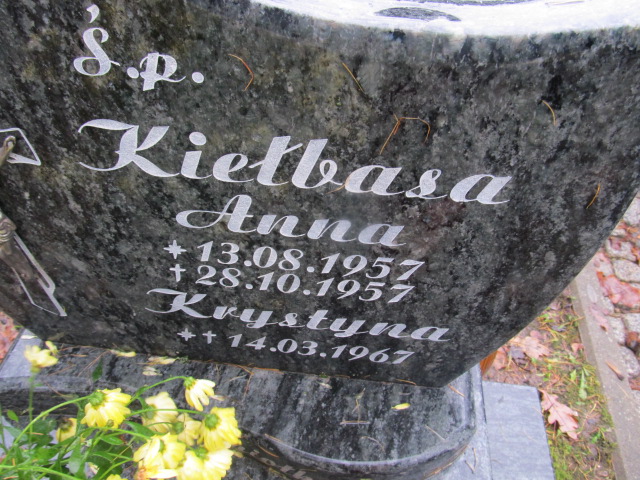 Ś.p.
Kiełbasa
Anna
* 13.08.1957
† 28.10.1957
Krystyna
*† 14.03.1967